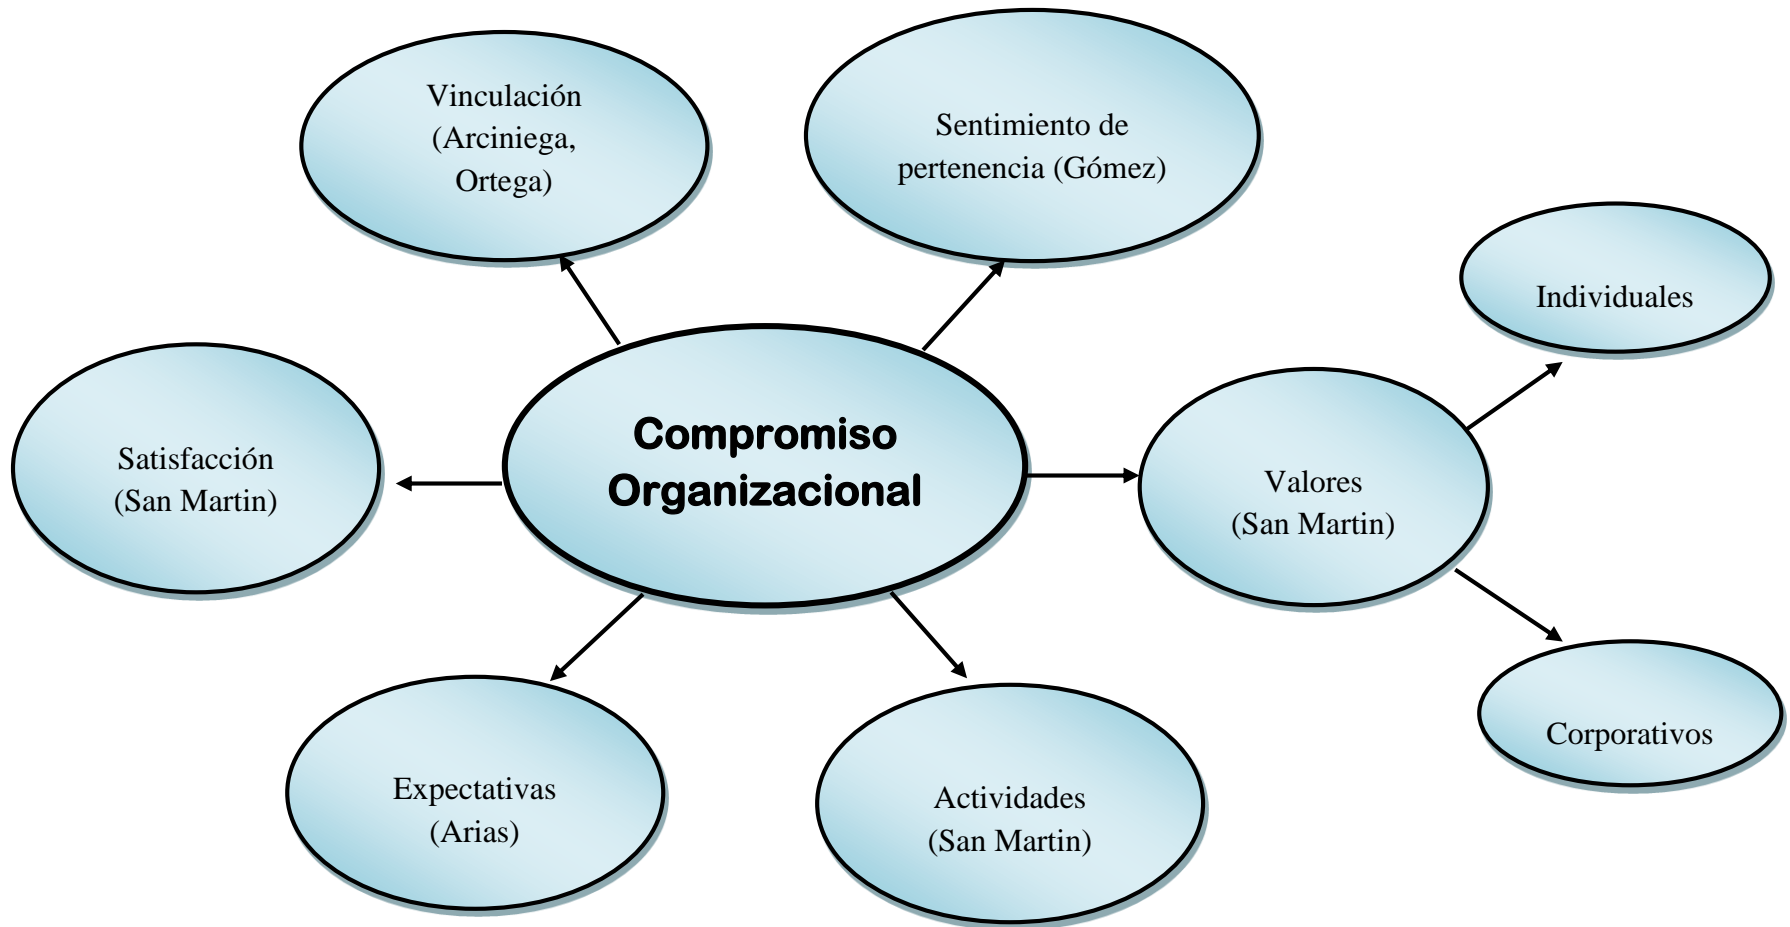 Vinculación
(Arciniega,
Ortega)
Sentimiento de
pertenencia (Gómez)
Individuales
Compromiso
Organizacional
Satisfacción
(San Martin)
Valores
(San Martin)
Corporativos
Expectativas
(Arias)
Actividades
(San Martin)